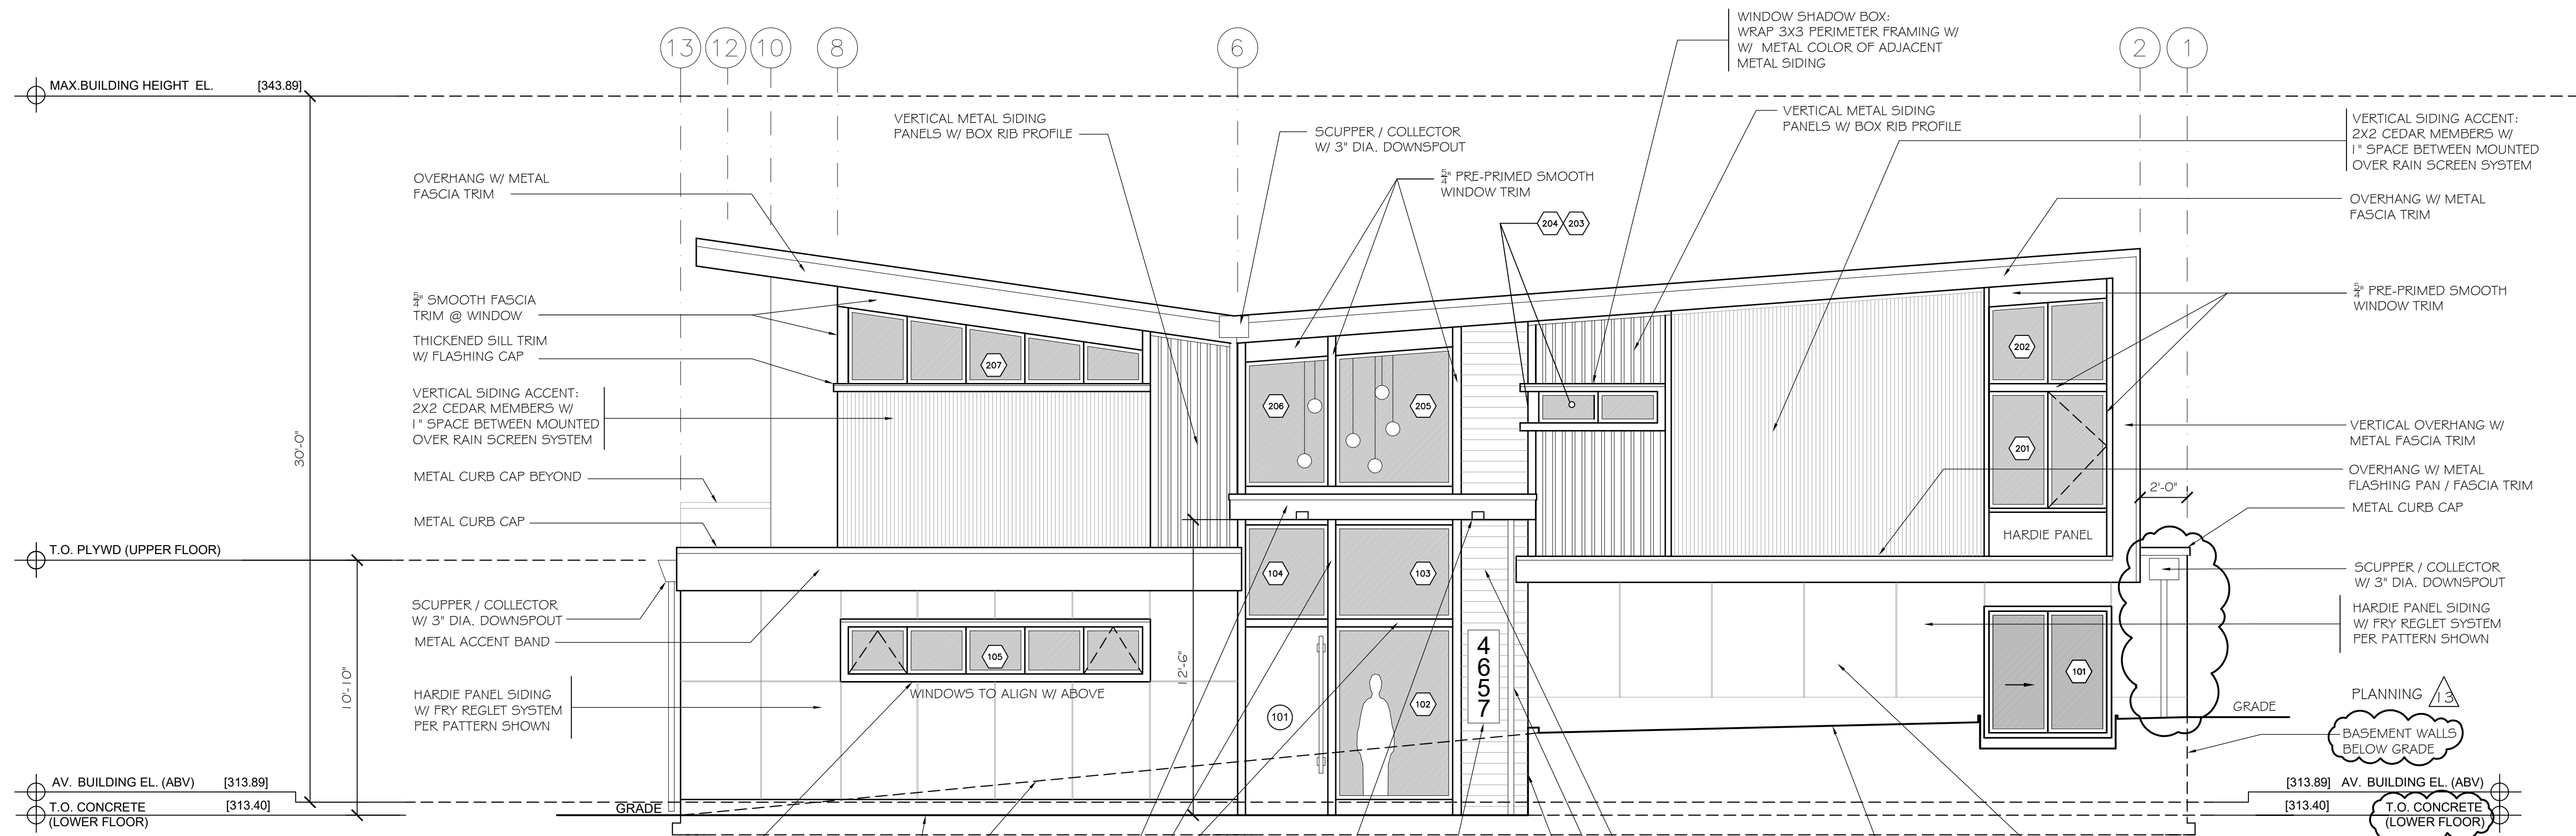 13
12
10
8
6
2
1
WINDOW SHADOW BOX:
WRAP 3X3 PERIMETER FRAMING W/
W/ METAL COLOR OF ADJACENT
METAL SIDING
MAX.BUILDING HEIGHT EL. [343.89]
VERTICAL METAL SIDING
PANELS W/ BOX RIB PROFILE
SCUPPER / COLLECTOR
W/ 3" DIA. DOWNSPOUT
VERTICAL METAL SIDING
PANELS W/ BOX RIB PROFILE
VERTICAL SIDING ACCENT:
2X2 CEDAR MEMBERS W/
1" SPACE BETWEEN MOUNTED
OVER RAIN SCREEN SYSTEM
OVERHANG W/ METAL
FASCIA TRIM
5/4" PRE-PRIMED SMOOTH
WINDOW TRIM
204 203
OVERHANG W/ METAL
FASCIA TRIM
5/4" SMOOTH FASCIA
TRIM @ WINDOW
THICKENED SILL TRIM
W/ FLASHING CAP
VERTICAL SIDING ACCENT:
2X2 CEDAR MEMBERS W/
1" SPACE BETWEEN MOUNTED
OVER RAIN SCREEN SYSTEM
METAL CURB CAP BEYOND
METAL CURB CAP
30'-0"
207
206
205
202
201
5/4" PRE-PRIMED SMOOTH
WINDOW TRIM
VERTICAL OVERHANG W/
METAL FASCIA TRIM
OVERHANG W/ METAL
FLASHING PAN / FASCIA TRIM
2'-0"
METAL CURB CAP
HARDIE PANEL
T.O. PLYWD (UPPER FLOOR)
SCUPPER / COLLECTOR
W/ 3" DIA. DOWNSPOUT
METAL ACCENT BAND
HARDIE PANEL SIDING
W/ FRY REGLET SYSTEM
PER PATTERN SHOWN
10'-10"
105
WINDOWS TO ALIGN W/ ABOVE
12'-6"
104
103
101
102
4
6
5
7
101
SCUPPER / COLLECTOR
W/ 3" DIA. DOWNSPOUT
HARDIE PANEL SIDING
W/ FRY REGLET SYSTEM
PER PATTERN SHOWN
PLANNING 13
GRADE
BASEMENT WALLS
BELOW GRADE
AV. BUILDING EL. (ABV) [313.89]
T.O. CONCRETE [313.40]
(LOWER FLOOR)
GRADE
[313.89] AV. BUILDING EL. (ABV)
[313.40] T.O. CONCRETE
(LOWER FLOOR)